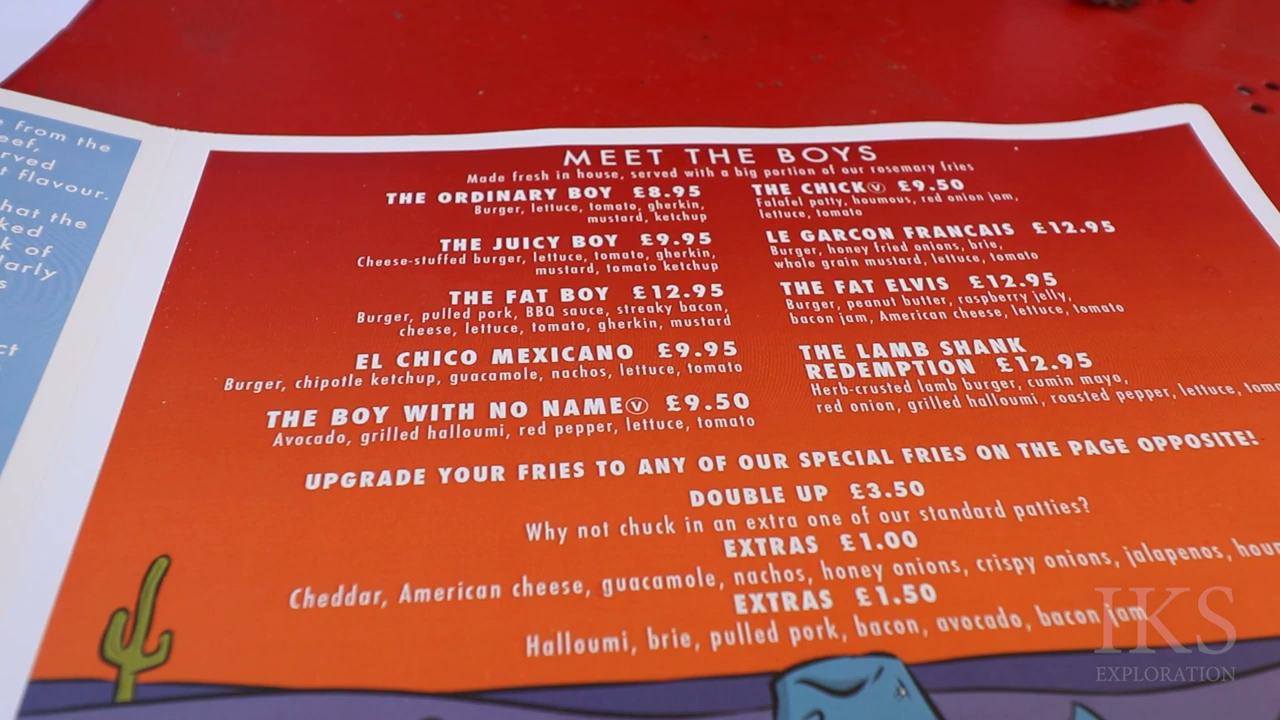 from the
eef,
rved
t flavour.
hat the
ked
k of
larly
s
ct
MEET THE BOYS
Made fresh in house, served with a big portion of our rosemary fries
THE ORDINARY BOY £8.95
Burger, lettuce, tomato, gherkin,
mustard, ketchup
THE JUICY BOY £9.95
Cheese-stuffed burger, lettuce, tomato, gherkin,
mustard, tomato ketchup
THE FAT BOY £12.95
Burger, pulled pork, BBQ sauce, streaky bacon,
cheese, lettuce, tomato, gherkin, mustard
EL CHICO MEXICANO £9.95
Burger, chipotle ketchup, guacamole, nachos, lettuce, tomato
THE BOY WITH NO NAME Ⓥ £9.50
Avocado, grilled halloumi, red pepper, lettuce, tomato
THE CHICK Ⓥ £9.50
Falafel patty, houmous, red onion jam,
lettuce, tomato
LE GARCON FRANCAIS £12.95
Burger, honey fried onions, brie,
whole grain mustard, lettuce, tomato
THE FAT ELVIS £12.95
Burger, peanut butter, raspberry jelly,
bacon jam, American cheese, lettuce, tomato
THE LAMB SHANK
REDEMPTION £12.95
Herb-crusted lamb burger, cumin mayo,
red onion, grilled halloumi, roasted pepper, lettuce, toma
UPGRADE YOUR FRIES TO ANY OF OUR SPECIAL FRIES ON THE PAGE OPPOSITE!
DOUBLE UP £3.50
Why not chuck in an extra one of our standard patties?
EXTRAS £1.00
Cheddar, American cheese, guacamole, nachos, honey onions, crispy onions, jalapenos, hour
EXTRAS £1.50
Halloumi, brie, pulled pork, bacon, avocado, bacon jam
IKS
EXPLORATION